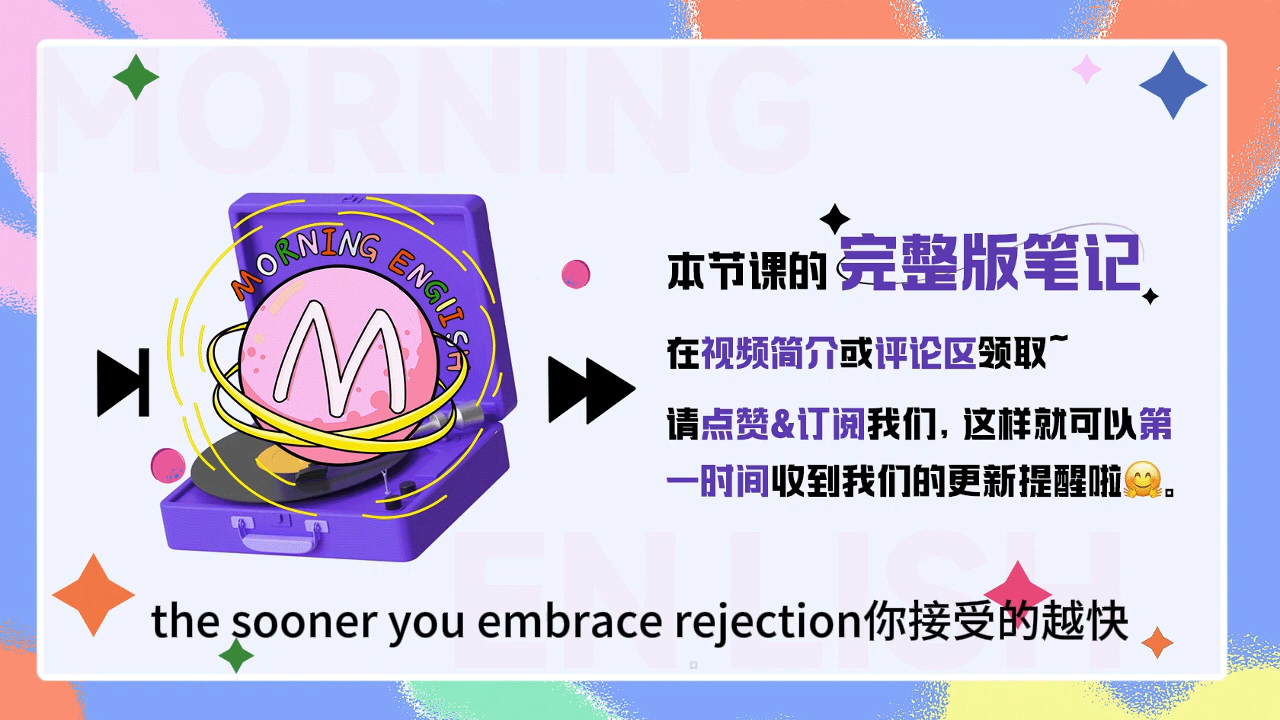 MORNING
MORNING ENGLISH
M
本节课的 完整版笔记
在视频简介或评论区领取~
请点赞&订阅我们，这样就可以第
一时间收到我们的更新提醒啦🤗。
EN LISH
the sooner you embrace rejection你接受的越快